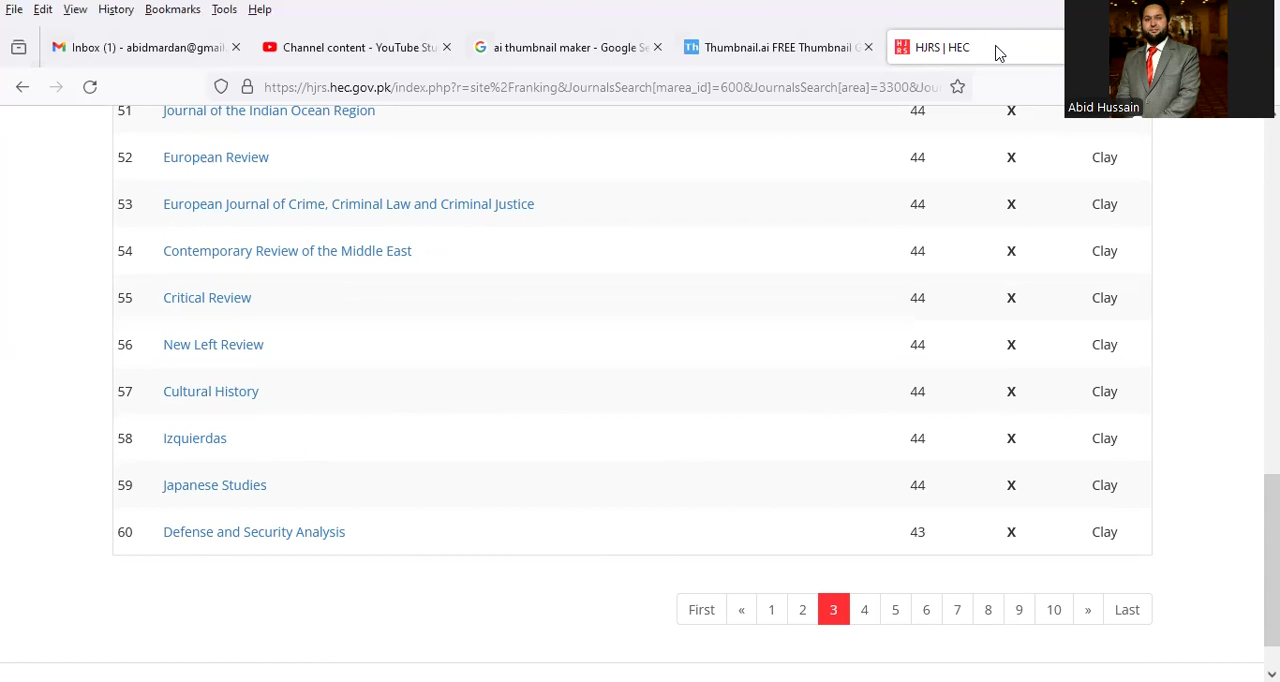 File Edit View History Bookmarks Tools Help
Inbox (1) - abidmardan@gmai
Channel content - YouTube Stu
ai thumbnail maker - Google Se
Th Thumbnail.ai FREE Thumbnail G
HJRS | HEC
https://hjrs.hec.gov.pk/index.php?r=site%2Franking&JournalsSearch[marea_id]=600&JournalsSearch[area]=3300&Jou
Abid Hussain
51 Journal of the Indian Ocean Region 44 X
52 European Review 44 X Clay
53 European Journal of Crime, Criminal Law and Criminal Justice 44 X Clay
54 Contemporary Review of the Middle East 44 X Clay
55 Critical Review 44 X Clay
56 New Left Review 44 X Clay
57 Cultural History 44 X Clay
58 Izquierdas 44 X Clay
59 Japanese Studies 44 X Clay
60 Defense and Security Analysis 43 X Clay
First « 1 2 3 4 5 6 7 8 9 10 » Last